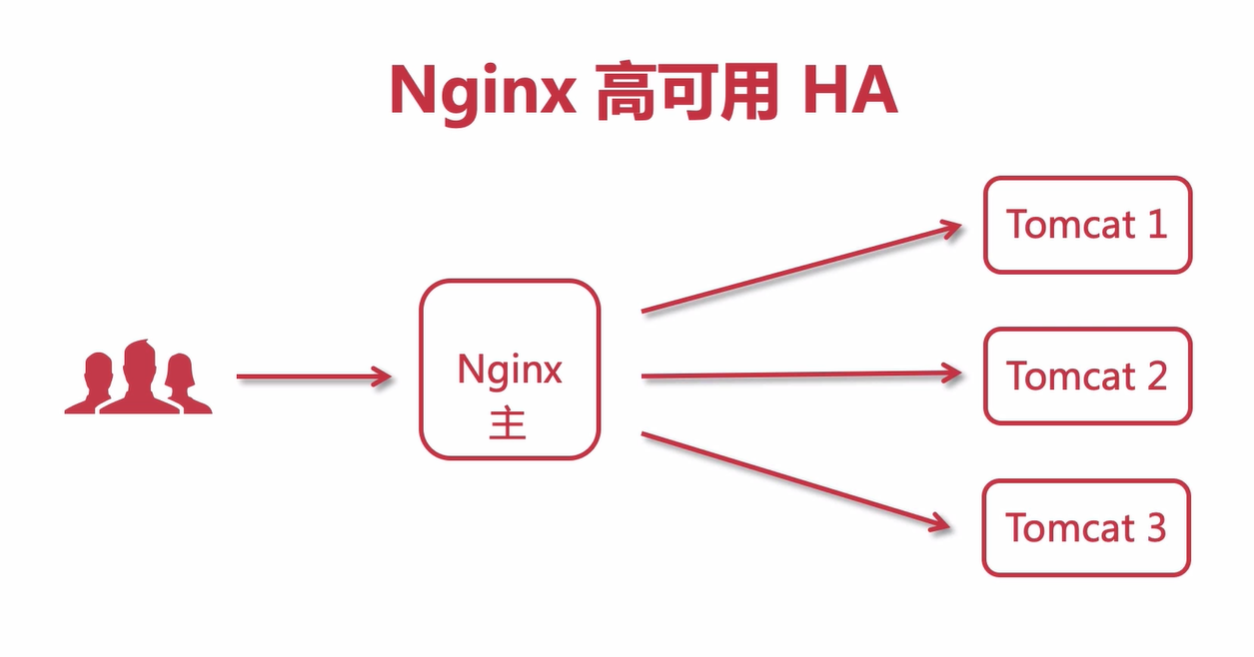 Nginx 高可用 HA
Nginx
主
Tomcat 1
Tomcat 2
Tomcat 3